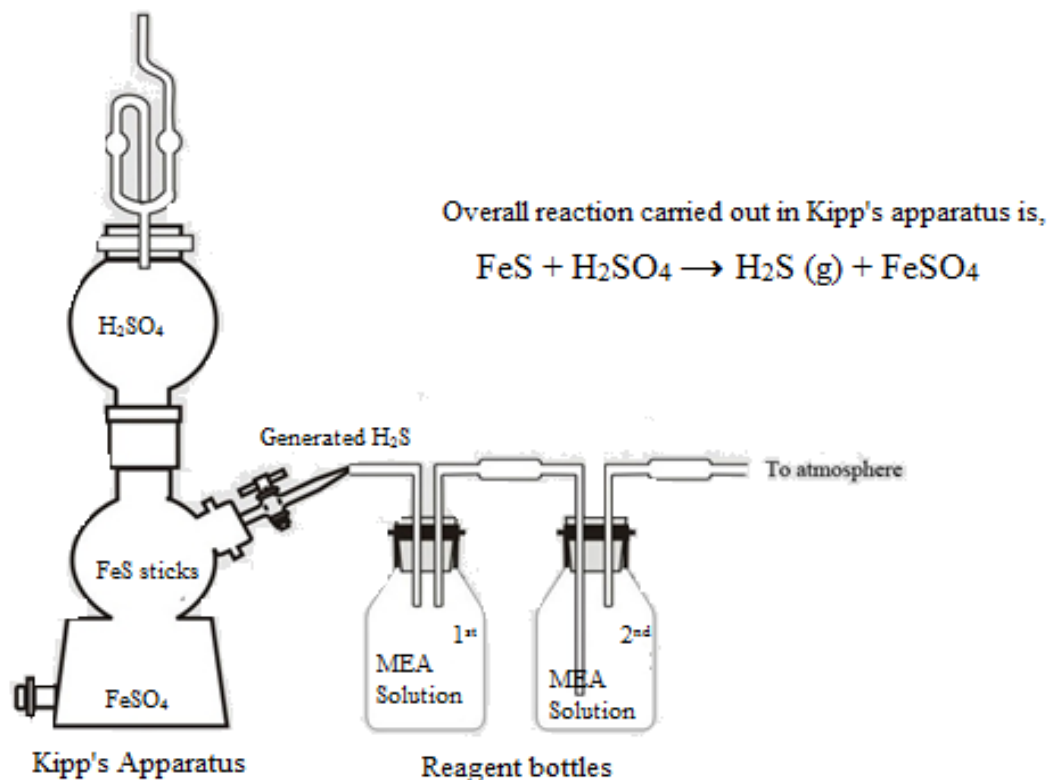 Overall reaction carried out in Kipp's apparatus is,
FeS + H₂SO₄ ⟶ H₂S (g) + FeSO₄
H₂SO₄
Generated H₂S
To atmosphere
FeS sticks
1st
2nd
MEA
Solution
MEA
Solution
FeSO₄
Kipp's Apparatus
Reagent bottles